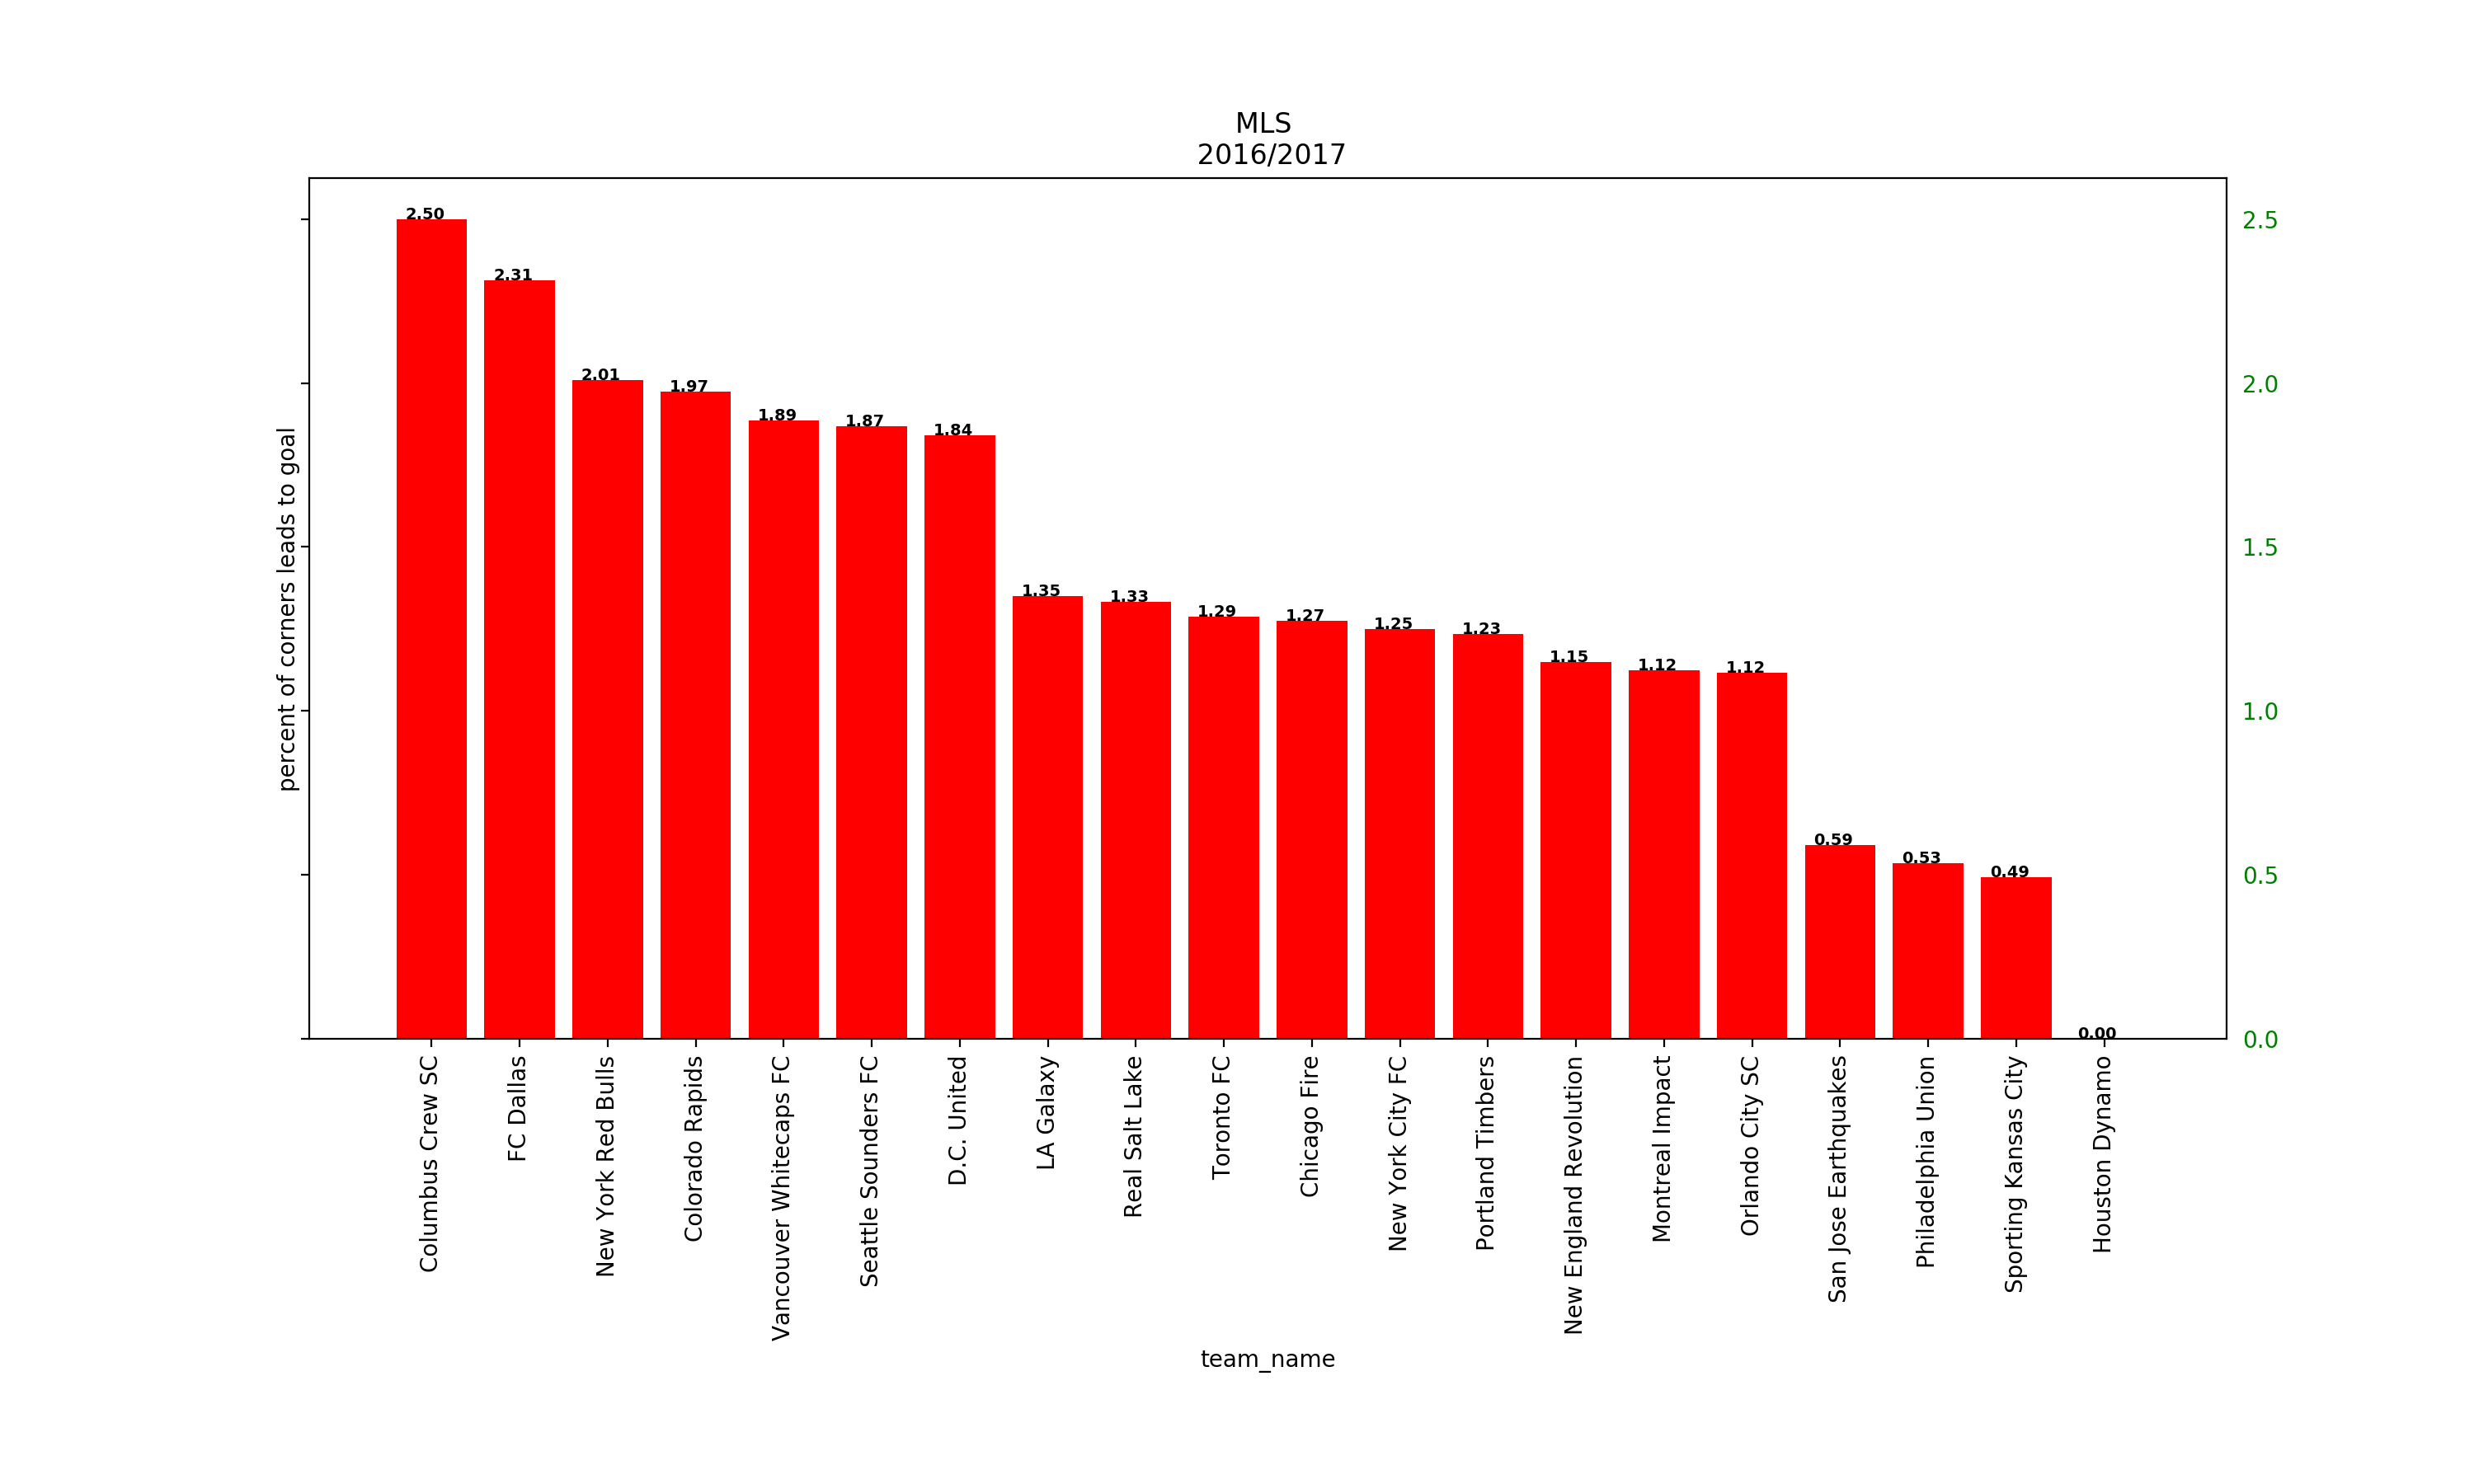 MLS
2016/2017
percent of corners leads to goal
2.50
2.31
2.01
1.97
1.89
1.87
1.84
1.35
1.33
1.29
1.27
1.25
1.23
1.15
1.12
1.12
0.59
0.53
0.49
0.00
2.5
2.0
1.5
1.0
0.5
0.0
Columbus Crew SC
FC Dallas
New York Red Bulls
Colorado Rapids
Vancouver Whitecaps FC
Seattle Sounders FC
D.C. United
LA Galaxy
Real Salt Lake
Toronto FC
Chicago Fire
New York City FC
Portland Timbers
New England Revolution
Montreal Impact
Orlando City SC
San Jose Earthquakes
Philadelphia Union
Sporting Kansas City
Houston Dynamo
team_name